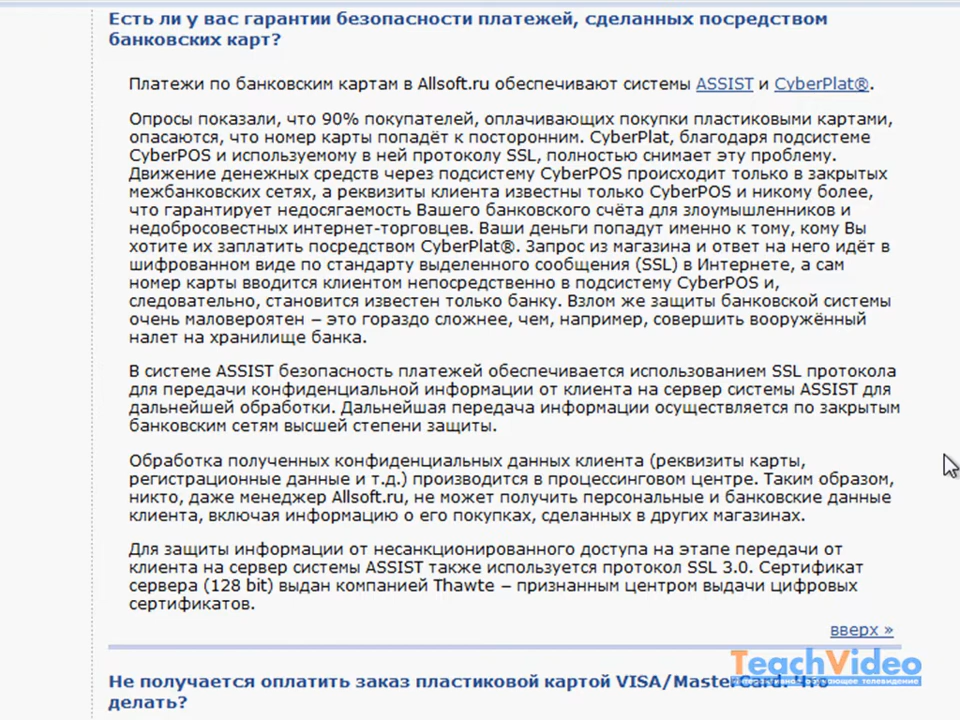 Есть ли у вас гарантии безопасности платежей, сделанных посредством
банковских карт?
Платежи по банковским картам в Allsoft.ru обеспечивают системы ASSIST и CyberPlat®.
Опросы показали, что 90% покупателей, оплачивающих покупки пластиковыми картами,
опасаются, что номер карты попадёт к посторонним. CyberPlat, благодаря подсистеме
CyberPOS и используемому в ней протоколу SSL, полностью снимает эту проблему.
Движение денежных средств через подсистему CyberPOS происходит только в закрытых
межбанковских сетях, а реквизиты клиента известны только CyberPOS и никому более,
что гарантирует недосягаемость Вашего банковского счёта для злоумышленников и
недобросовестных интернет-торговцев. Ваши деньги попадут именно к тому, кому Вы
хотите их заплатить посредством CyberPlat®. Запрос из магазина и ответ на него идёт в
шифрованном виде по стандарту выделенного сообщения (SSL) в Интернете, а сам
номер карты вводится клиентом непосредственно в подсистему CyberPOS и,
следовательно, становится известен только банку. Взлом же защиты банковской системы
очень маловероятен – это гораздо сложнее, чем, например, совершить вооружённый
налет на хранилище банка.
В системе ASSIST безопасность платежей обеспечивается использованием SSL протокола
для передачи конфиденциальной информации от клиента на сервер системы ASSIST для
дальнейшей обработки. Дальнейшая передача информации осуществляется по закрытым
банковским сетям высшей степени защиты.
Обработка полученных конфиденциальных данных клиента (реквизиты карты,
регистрационные данные и т.д.) производится в процессинговом центре. Таким образом,
никто, даже менеджер Allsoft.ru, не может получить персональные и банковские данные
клиента, включая информацию о его покупках, сделанных в других магазинах.
Для защиты информации от несанкционированного доступа на этапе передачи от
клиента на сервер системы ASSIST также используется протокол SSL 3.0. Сертификат
сервера (128 bit) выдан компанией Thawte – признанным центром выдачи цифровых
сертификатов.
вверх »
TeachVideo
Не получается оплатить заказ пластиковой картой VISA/MasterCard. Что
делать?